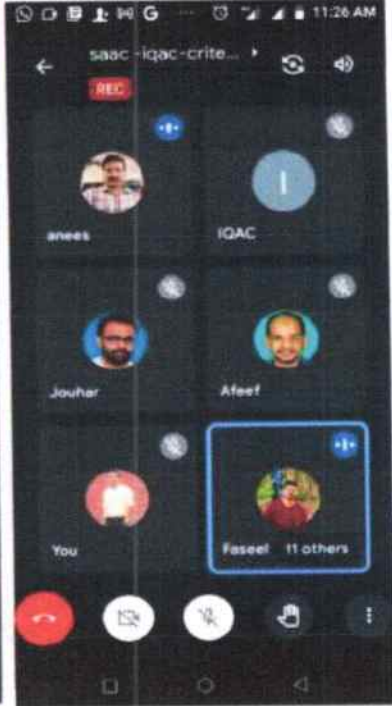 G ... 11:26 AM
saac -iqac-crite...
REC
I
anees
IQAC
Jouhar
Afeef
You
Faseel 11 others